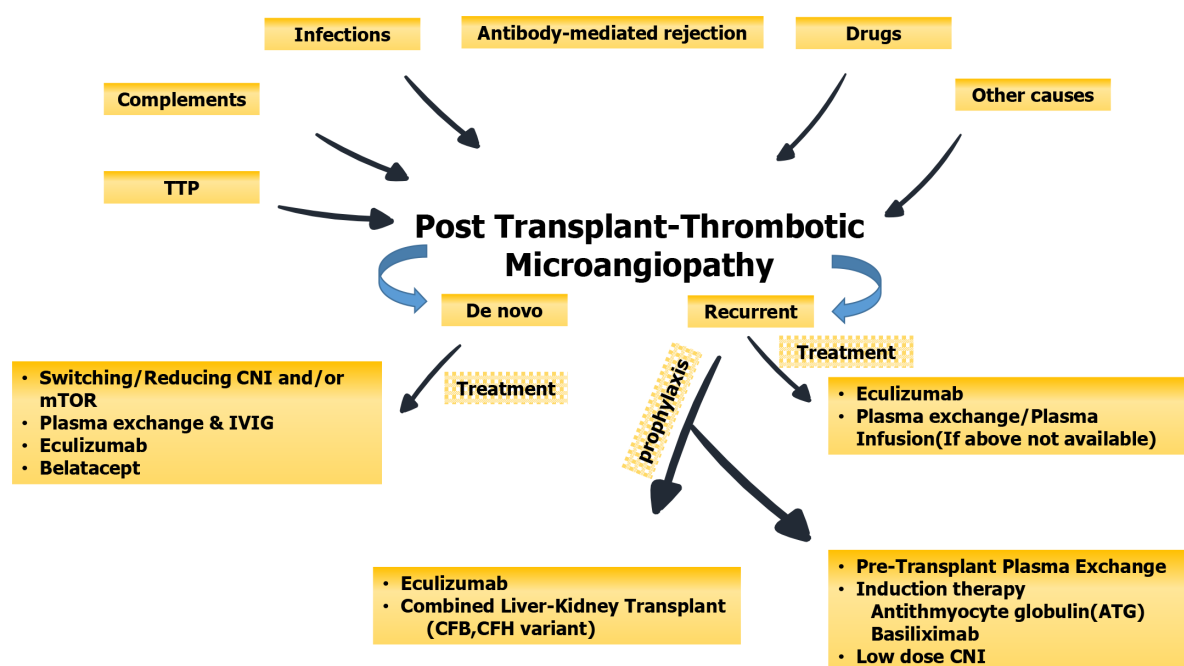 Infections
Antibody-mediated rejection
Drugs
Complements
Other causes
TTP
Post Transplant-Thrombotic
Microangiopathy
De novo
Recurrent
Treatment
• Switching/Reducing CNI and/or
mTOR
• Plasma exchange & IVIG
• Eculizumab
• Belatacept
prophylaxis
Treatment
• Eculizumab
• Plasma exchange/Plasma
Infusion(If above not available)
• Eculizumab
• Combined Liver-Kidney Transplant
(CFB,CFH variant)
• Pre-Transplant Plasma Exchange
• Induction therapy
Antithmyocyte globulin(ATG)
Basiliximab
• Low dose CNI